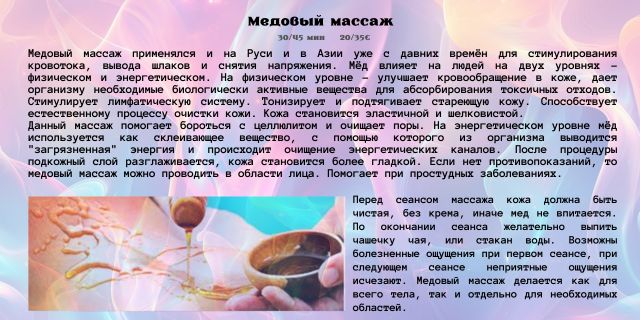 Медовый массаж
30/45 мин 20/35€
Медовый массаж применялся и на Руси и в Азии уже с давних времён для стимулирования
кровотока, вывода шлаков и снятия напряжения. Мёд влияет на людей на двух уровнях –
физическом и энергетическом. На физическом уровне – улучшает кровообращение в коже, дает
организму необходимые биологически активные вещества для абсорбирования токсичных отходов.
Стимулирует лимфатическую систему. Тонизирует и подтягивает стареющую кожу. Способствует
естественному процессу очистки кожи. Кожа становится эластичной и шелковистой.
Данный массаж помогает бороться с целлюлитом и очищает поры. На энергетическом уровне мёд
используется как склеивающее вещество, с помощью которого из организма выводится
"загрязненная" энергия и происходит очищение энергетических каналов. После процедуры
подкожный слой разглаживается, кожа становится более гладкой. Если нет противопоказаний, то
медовый массаж можно проводить в области лица. Помогает при простудных заболеваниях.
Перед сеансом массажа кожа должна быть
чистая, без крема, иначе мед не впитается.
По окончании сеанса желательно выпить
чашечку чая, или стакан воды. Возможны
болезненные ощущения при первом сеансе, при
следующем сеансе неприятные ощущения
исчезают. Медовый массаж делается как для
всего тела, так и отдельно для необходимых
областей.